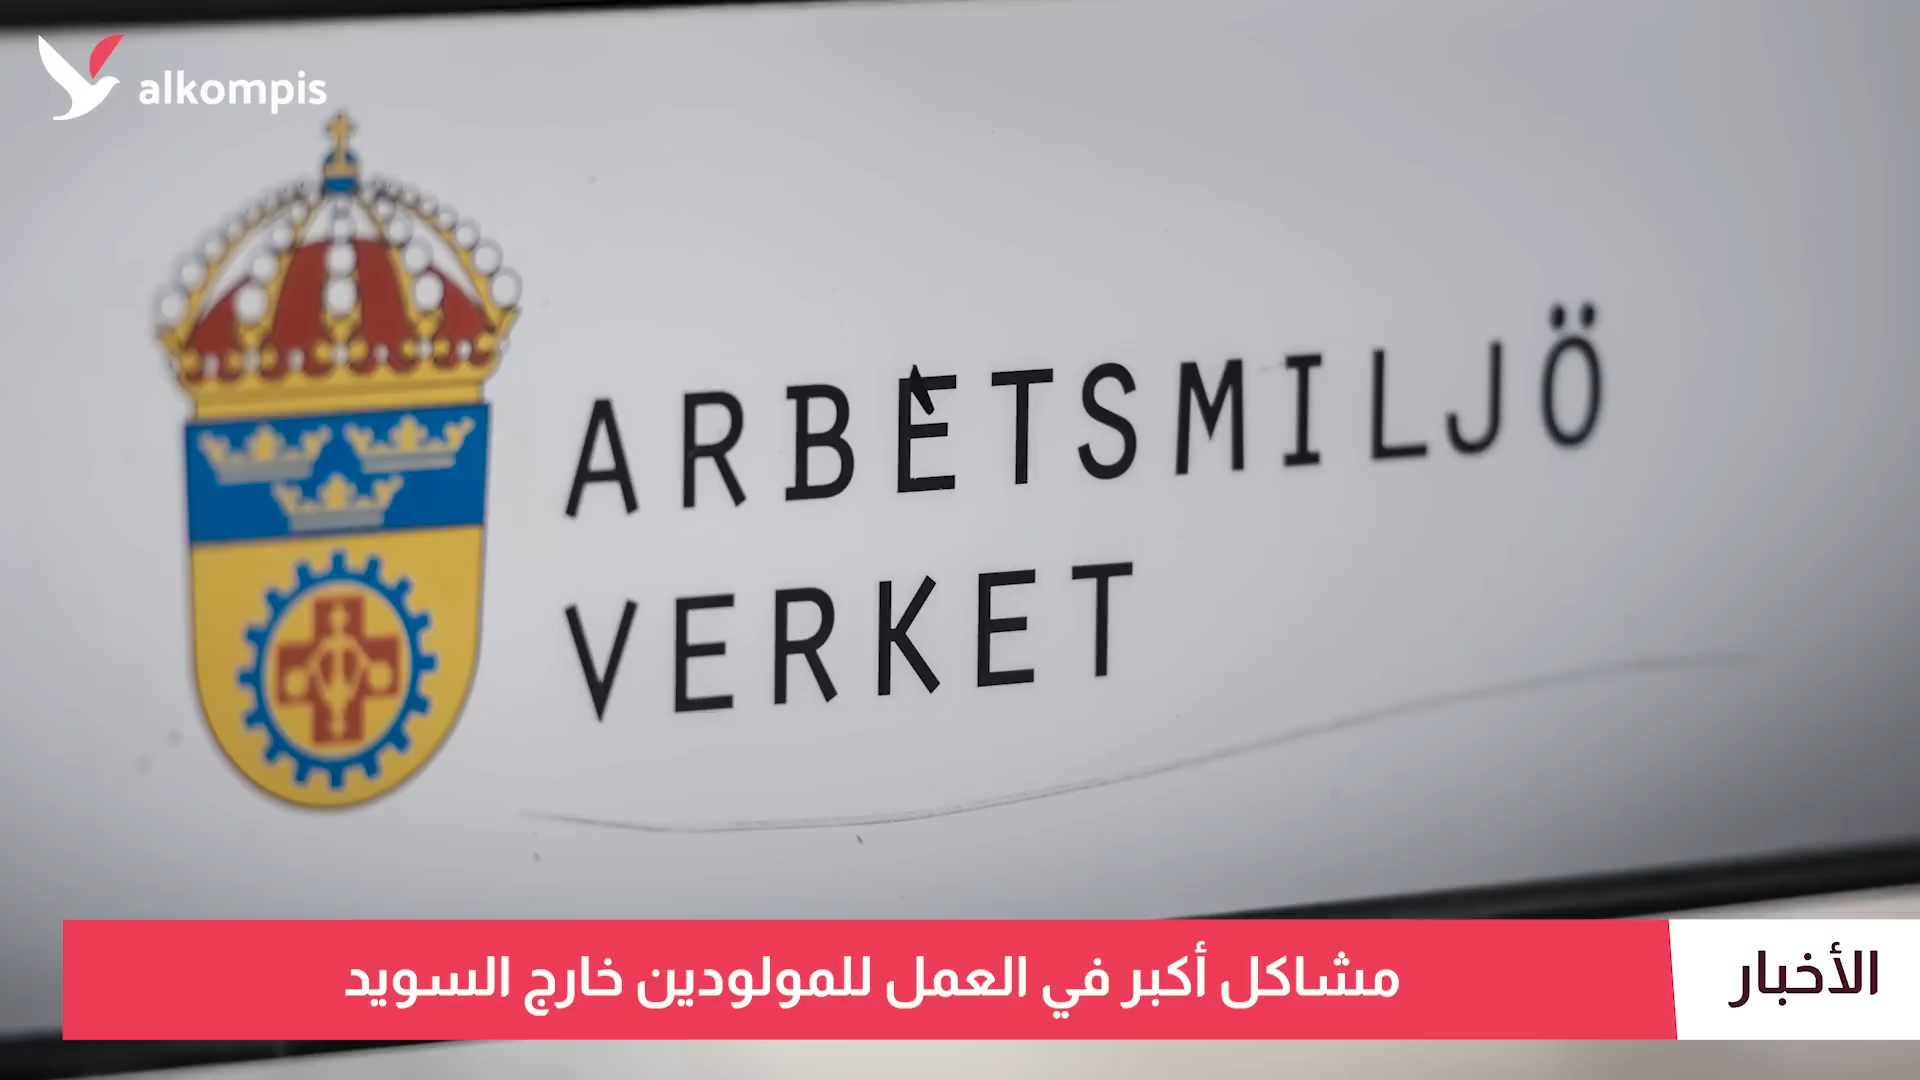 alkompis
ARBETSMILJÖ
VERKET
مشاكل أكبر في العمل للمولودين خارج السويد
الأخبار